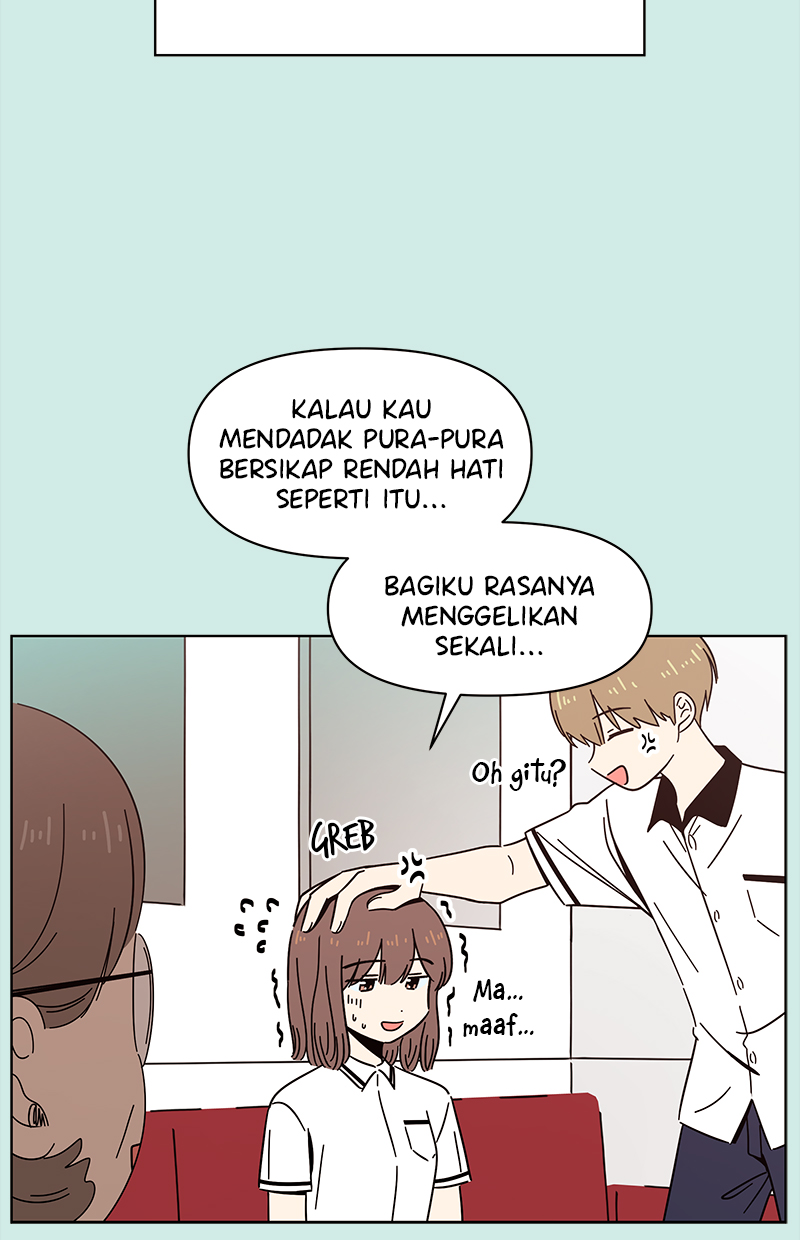 KALAU KAU
MENDADAK PURA-PURA
BERSIKAP RENDAH HATI
SEPERTI ITU...
BAGIKU RASANYA
MENGGELIKAN
SEKALI...
Oh gitu?
GREB
Ma...
maaf...